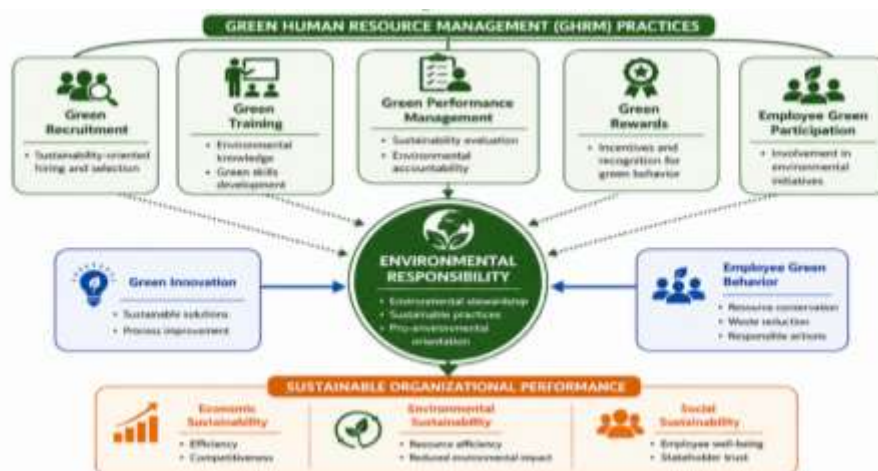 GREEN HUMAN RESOURCE MANAGEMENT (GHRM) PRACTICES
Green
Recruitment
• Sustainability-oriented
hiring and selection
Green
Training
• Environmental
knowledge
• Green skills
development
Green Performance
Management
• Sustainability evaluation
• Environmental
accountability
Green
Rewards
• Incentives and
recognition for
green behavior
Employee Green
Participation
• Involvement in
environmental
initiatives
ENVIRONMENTAL
RESPONSIBILITY
• Environmental stewardship
• Sustainable practices
• Pro-environmental
orientation
Green Innovation
• Sustainable solutions
• Process improvement
Employee Green
Behavior
• Resource conservation
• Waste reduction
• Responsible actions
SUSTAINABLE ORGANIZATIONAL PERFORMANCE
Economic
Sustainability
• Efficiency
• Competitiveness
Environmental
Sustainability
• Resource efficiency
• Reduced environmental impact
Social
Sustainability
• Employee well-being
• Stakeholder trust